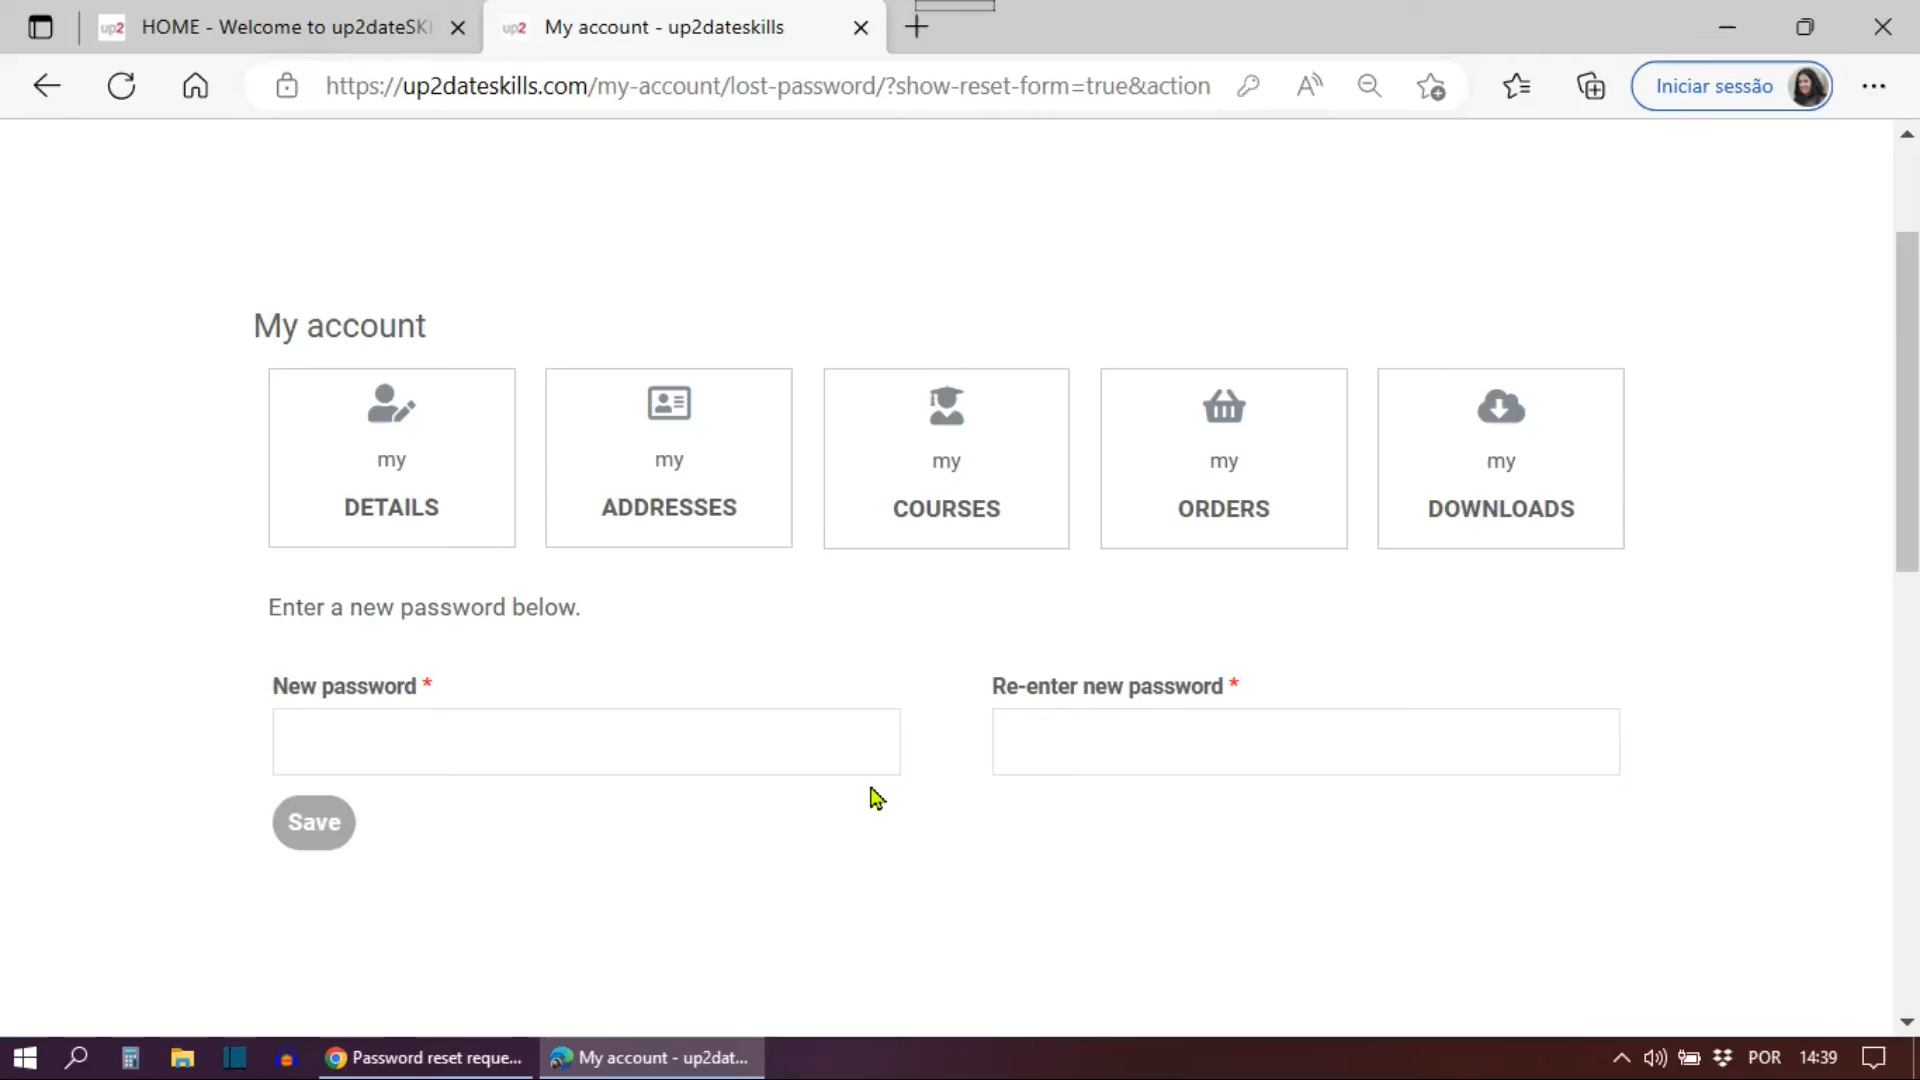 up2
HOME - Welcome to up2dateSK
up2
My account - up2dateskills
https://up2dateskills.com/my-account/lost-password/?show-reset-form=true&action
Iniciar sessão
My account
my
DETAILS
my
ADDRESSES
my
COURSES
my
ORDERS
my
DOWNLOADS
Enter a new password below.
New password *
Re-enter new password *
Save
Password reset reque...
My account - up2dat...
POR
14:39